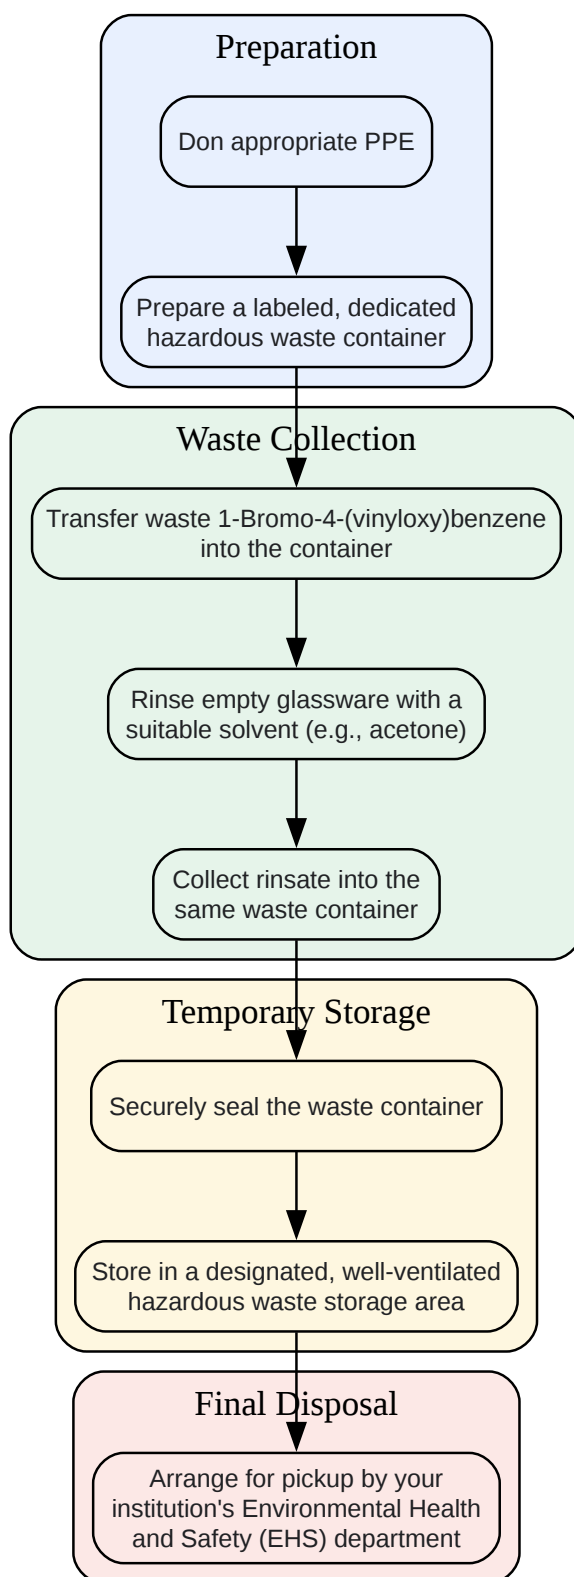 Preparation
Don appropriate PPE
Prepare a labeled, dedicated
hazardous waste container
Waste Collection
Transfer waste 1-Bromo-4-(vinyloxy)benzene
into the container
Rinse empty glassware with a
suitable solvent (e.g., acetone)
Collect rinsate into the
same waste container
Temporary Storage
Securely seal the waste container
Store in a designated, well-ventilated
hazardous waste storage area
Final Disposal
Arrange for pickup by your
institution's Environmental Health
and Safety (EHS) department